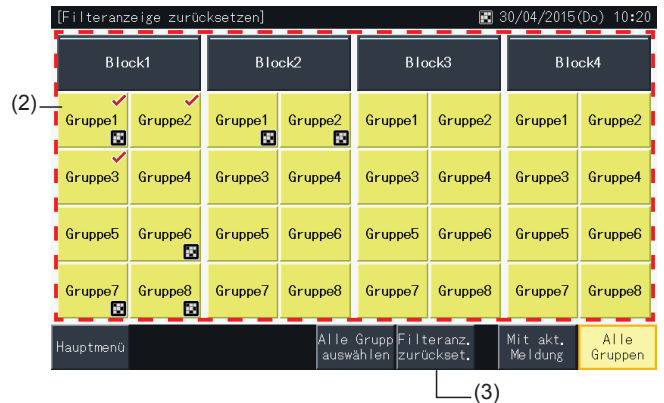 [Filteranzeige zurücksetzen] 30/04/2015(Do) 10:20
Block1 Block2 Block3 Block4
(2)
Gruppe1 Gruppe2 Gruppe1 Gruppe2 Gruppe1 Gruppe2 Gruppe1 Gruppe2
Gruppe3 Gruppe4 Gruppe3 Gruppe4 Gruppe3 Gruppe4 Gruppe3 Gruppe4
Gruppe5 Gruppe6 Gruppe5 Gruppe6 Gruppe5 Gruppe6 Gruppe5 Gruppe6
Gruppe7 Gruppe8 Gruppe7 Gruppe8 Gruppe7 Gruppe8 Gruppe7 Gruppe8
Hauptmenü
Alle Grupp
auswählen
Filteranz.
zurückset.
Mit akt.
Meldung
Alle
Gruppen
(3)